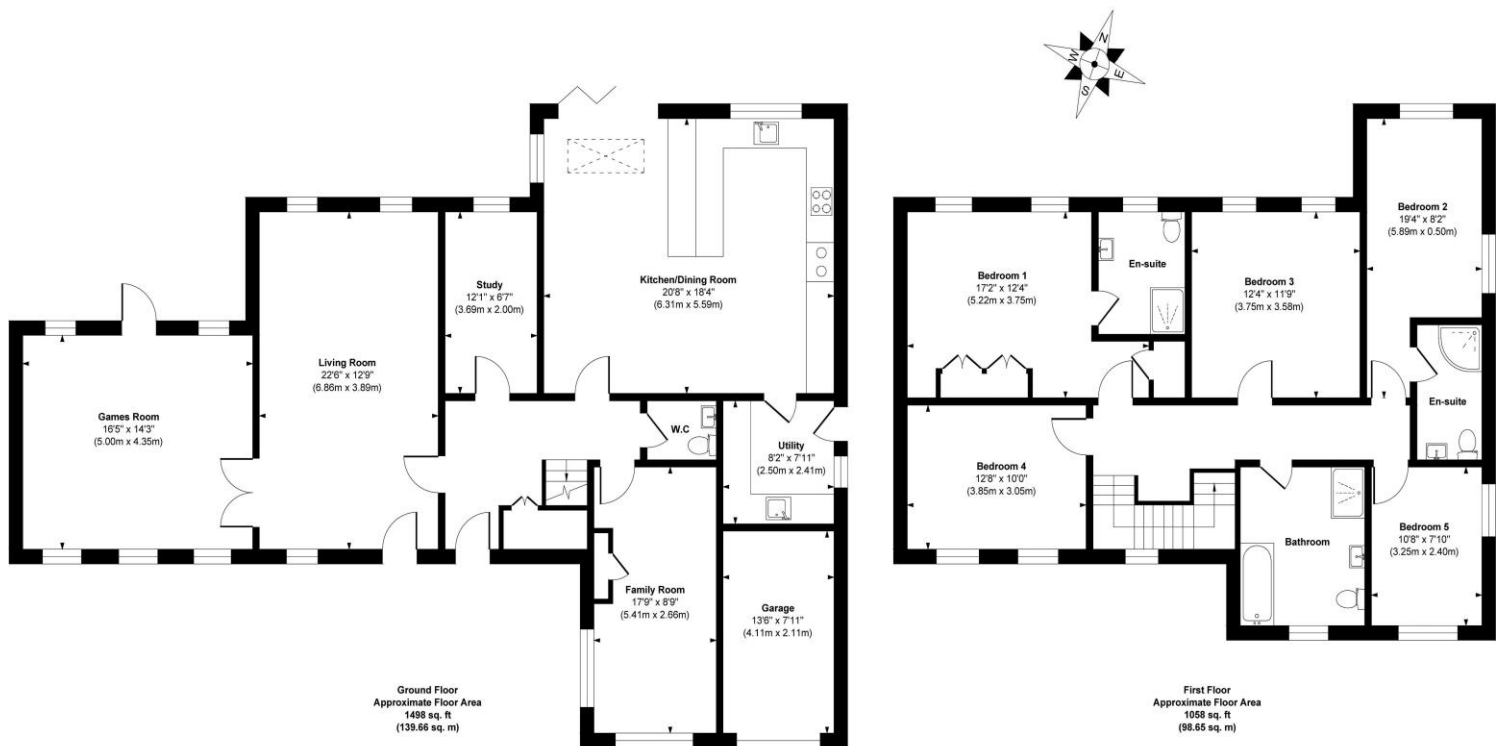 N
W
E
S
Kitchen/Dining Room
20'8" x 18'4"
(6.31m x 5.59m)
Study
12'1" x 6'7"
(3.69m x 2.00m)
Living Room
22'6" x 12'9"
(6.86m x 3.89m)
Games Room
16'5" x 14'3"
(5.00m x 4.35m)
W.C
Utility
8'2" x 7'11"
(2.50m x 2.41m)
Family Room
17'9" x 8'9"
(5.41m x 2.66m)
Garage
13'6" x 7'11"
(4.11m x 2.11m)
Ground Floor
Approximate Floor Area
1498 sq. ft
(139.66 sq. m)
Bedroom 1
17'2" x 12'4"
(5.22m x 3.75m)
En-suite
Bedroom 3
12'4" x 11'9"
(3.75m x 3.58m)
Bedroom 2
19'4" x 8'2"
(5.89m x 0.50m)
En-suite
Bedroom 4
12'8" x 10'0"
(3.85m x 3.05m)
Bathroom
Bedroom 5
10'8" x 7'10"
(3.25m x 2.40m)
First Floor
Approximate Floor Area
1058 sq. ft
(98.65 sq. m)